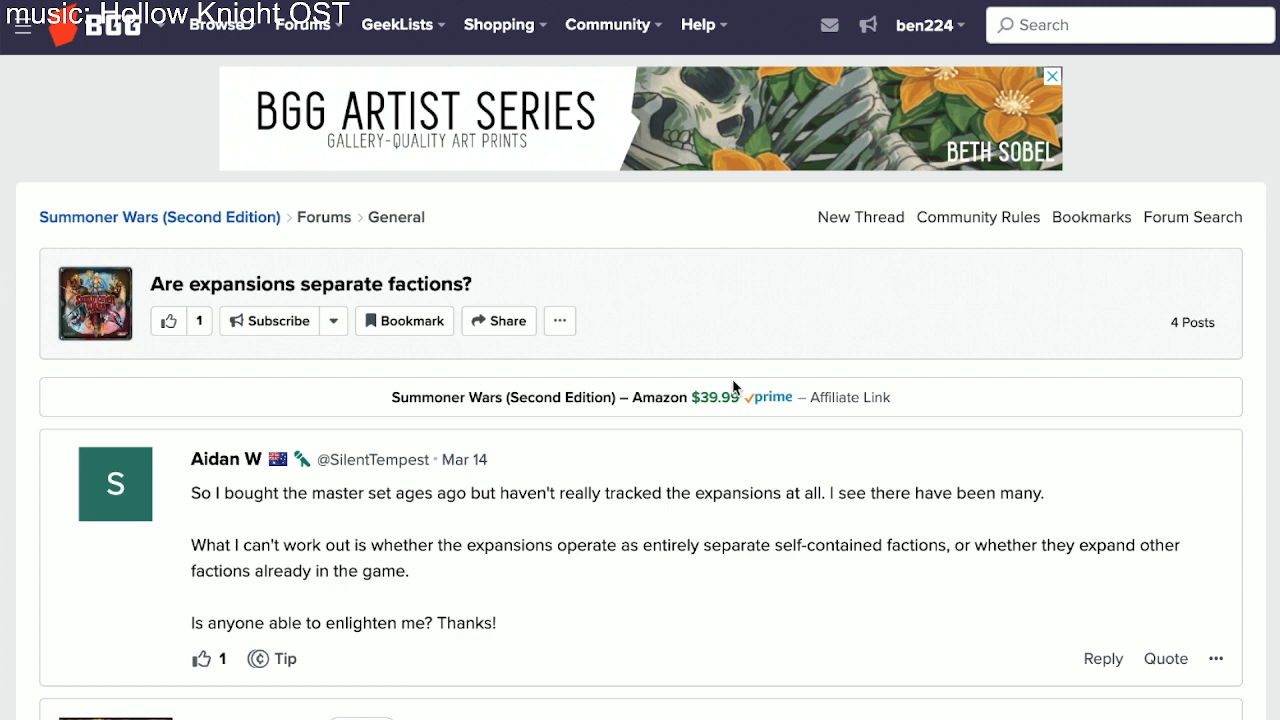 music: Hollow Knight OST
BGG Browse Forums GeekLists Shopping Community Help ben224 Search
BGG ARTIST SERIES
GALLERY-QUALITY ART PRINTS
BETH SOBEL
Summoner Wars (Second Edition) > Forums > General New Thread Community Rules Bookmarks Forum Search
Are expansions separate factions?
1 Subscribe Bookmark Share ...
4 Posts
Summoner Wars (Second Edition) – Amazon $39.99 prime – Affiliate Link
S
Aidan W @SilentTempest · Mar 14
So I bought the master set ages ago but haven't really tracked the expansions at all. I see there have been many.
What I can't work out is whether the expansions operate as entirely separate self-contained factions, or whether they expand other
factions already in the game.
Is anyone able to enlighten me? Thanks!
1 Tip Reply Quote ...